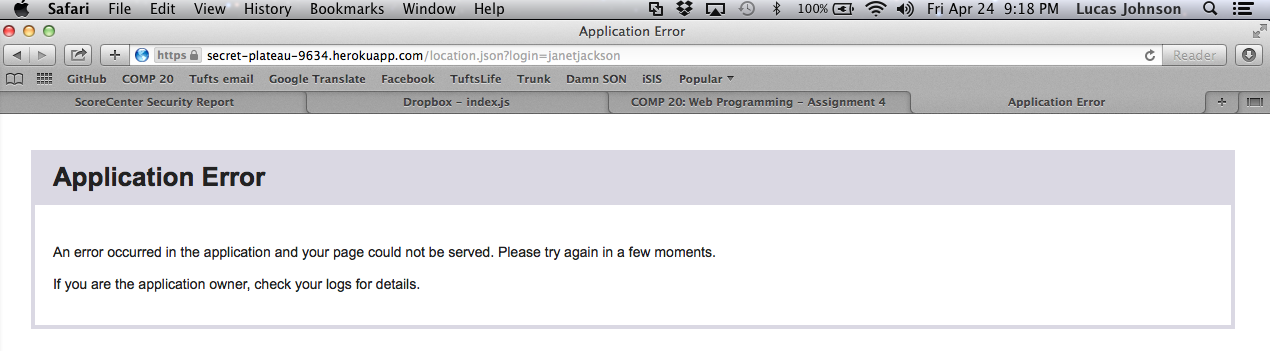 Safari File Edit View History Bookmarks Window Help 100% Fri Apr 24 9:18 PM Lucas Johnson
Application Error
https secret-plateau-9634.herokuapp.com/location.json?login=janetjackson Reader
GitHub COMP 20 Tufts email Google Translate Facebook TuftsLife Trunk Damn SON iSIS Popular
ScoreCenter Security Report Dropbox – index.js COMP 20: Web Programming – Assignment 4 Application Error
Application Error
An error occurred in the application and your page could not be served. Please try again in a few moments.
If you are the application owner, check your logs for details.